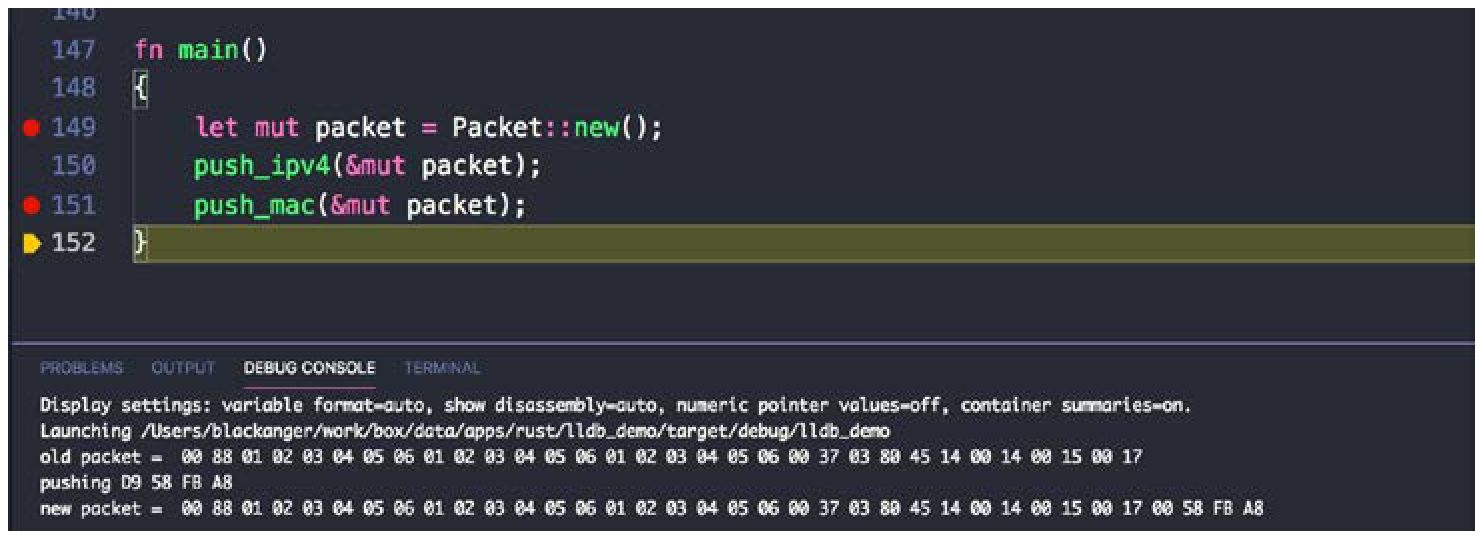 146
147 fn main()
148 {
149 let mut packet = Packet::new();
150 push_ipv4(&mut packet);
151 push_mac(&mut packet);
152 }
PROBLEMS OUTPUT DEBUG CONSOLE TERMINAL
Display settings: variable format=auto, show disassembly=auto, numeric pointer values=off, container summaries=on.
Launching /Users/blackanger/work/box/data/apps/rust/lldb_demo/target/debug/lldb_demo
old packet = 00 88 01 02 03 04 05 06 01 02 03 04 05 06 01 02 03 04 05 06 00 37 03 80 45 14 00 14 00 15 00 17
pushing D9 58 FB A8
new packet = 00 88 01 02 03 04 05 06 01 02 03 04 05 06 01 02 03 04 05 06 00 37 03 80 45 14 00 14 00 15 00 17 00 58 FB A8